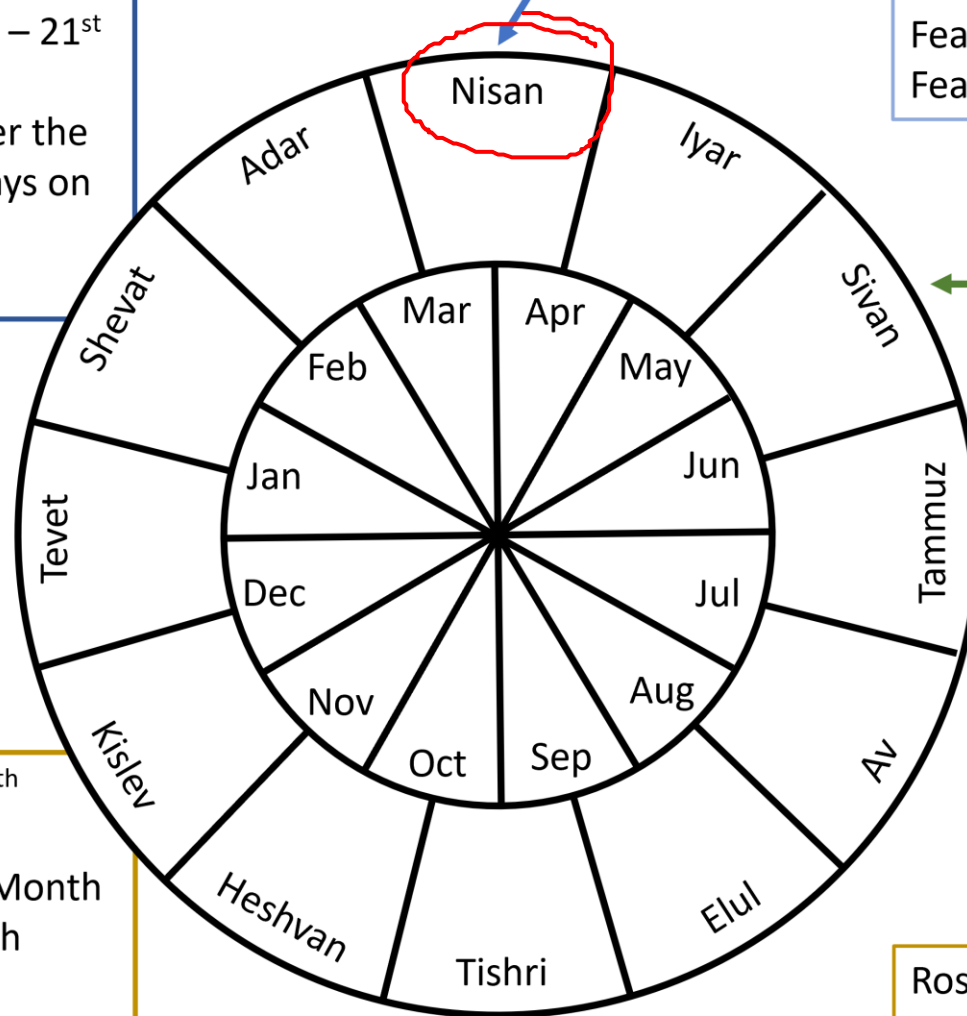 – 21st
er the
ays on
Fea
Fea
Nisan
Iyar
Sivan
Tammuz
Av
Elul
Tishri
Heshvan
Kislev
Tevet
Shevat
Adar
Mar
Apr
May
Jun
Jul
Aug
Sep
Oct
Nov
Dec
Jan
Feb
th
Month
h
Ros